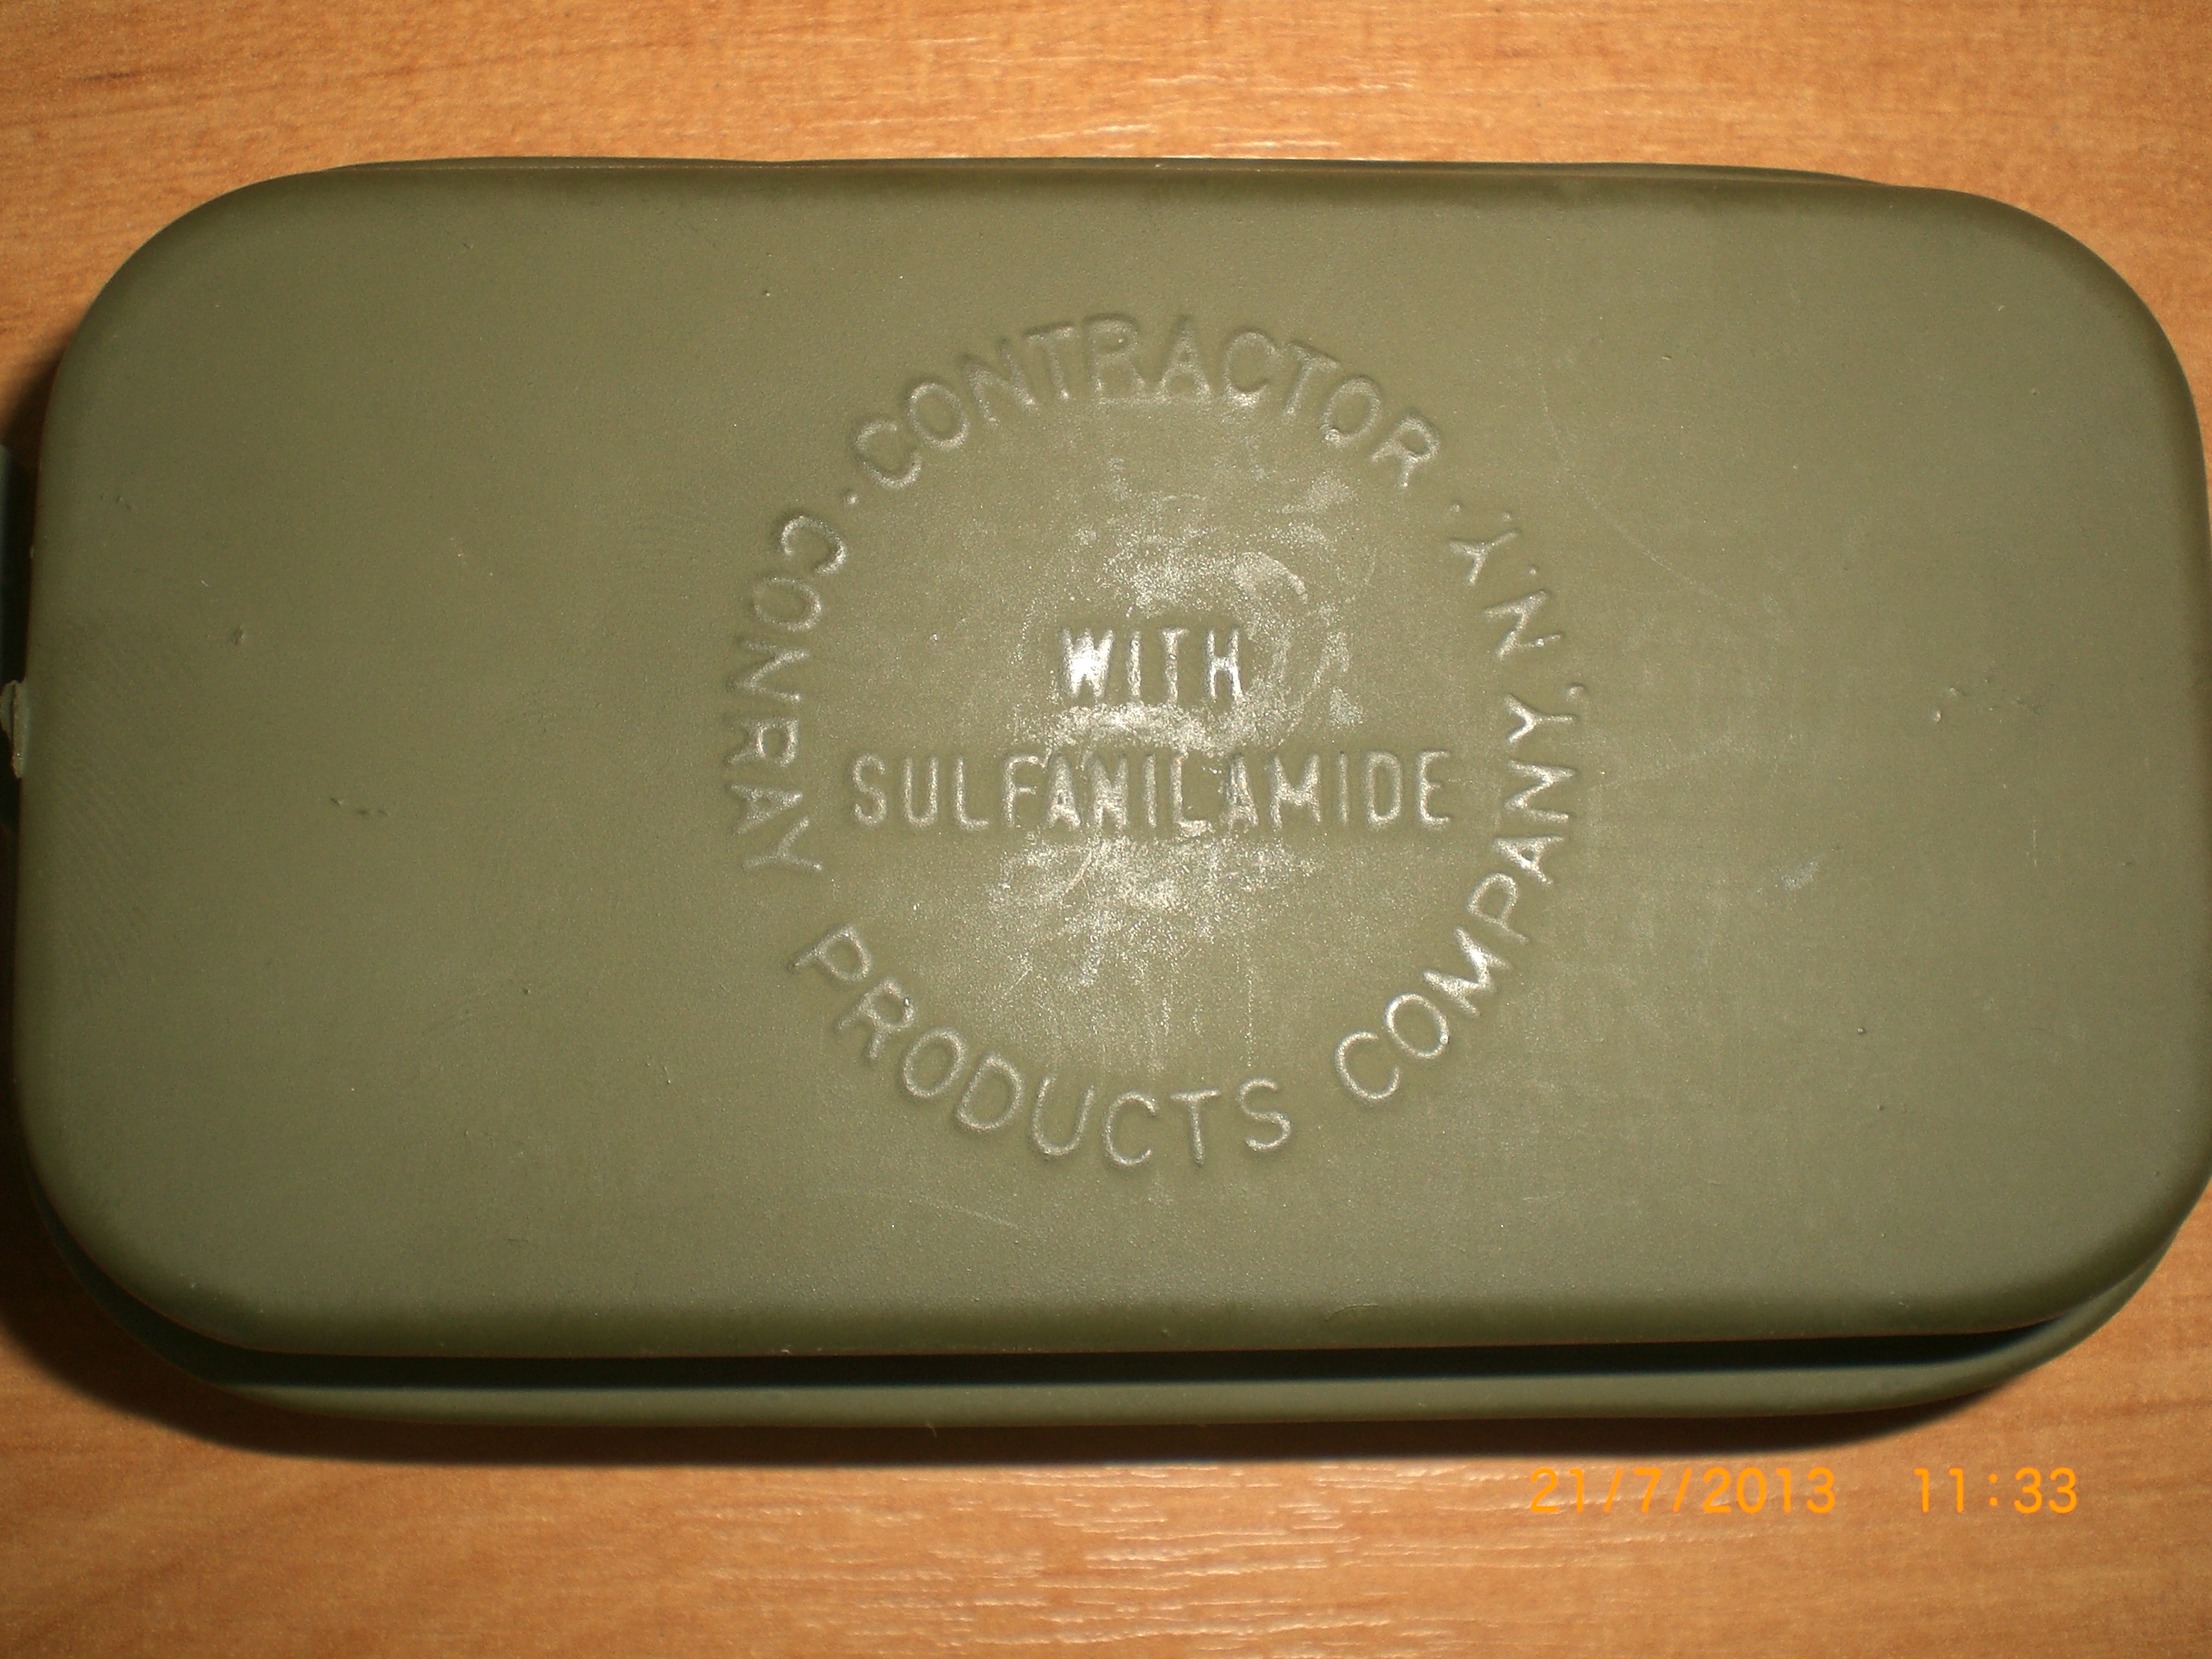 · CONTRACTOR ·
CONRAY PRODUCTS COMPANY, N.Y.
WITH
SULFANILAMIDE
21/7/2013 11:33